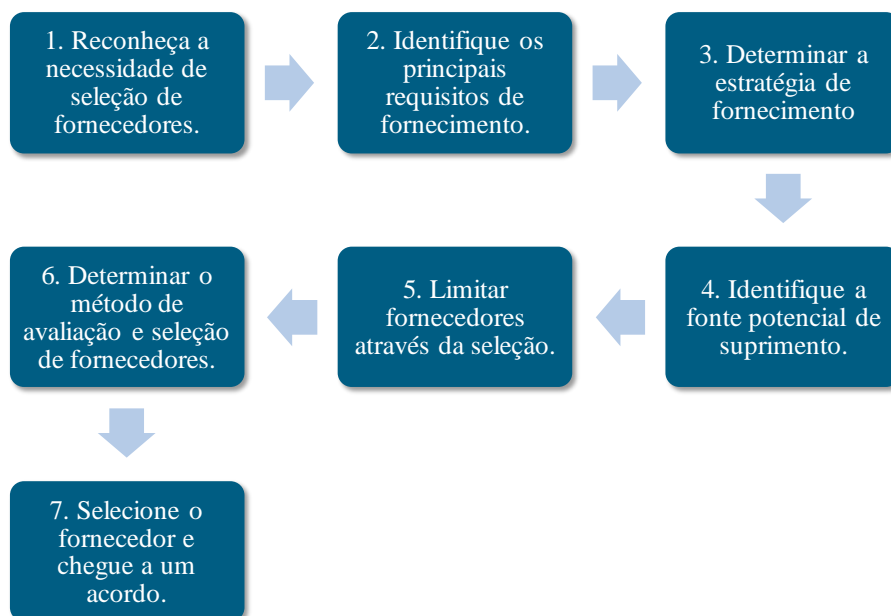 1. Reconheça a
necessidade de
seleção de
fornecedores.
2. Identifique os
principais
requisitos de
fornecimento.
3. Determinar a
estratégia de
fornecimento
4. Identifique a
fonte potencial de
suprimento.
5. Limitar
fornecedores
através da seleção.
6. Determinar o
método de
avaliação e seleção
de fornecedores.
7. Selecione o
fornecedor e
chegue a um
acordo.